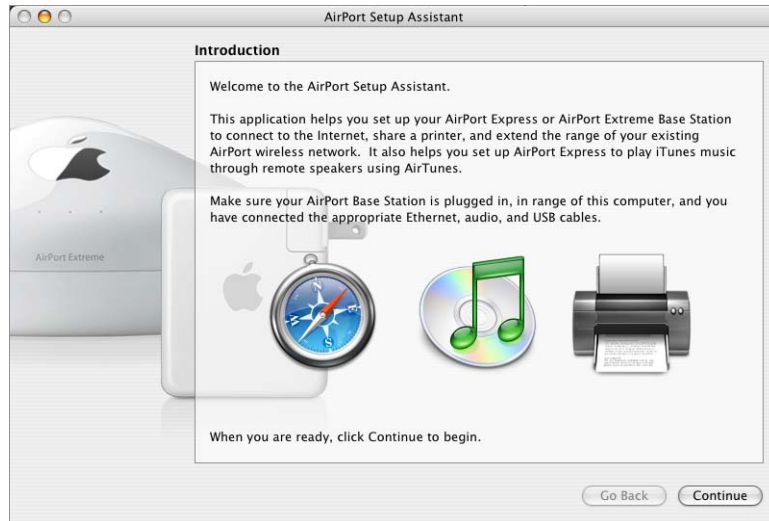 AirPort Setup Assistant
Introduction
Welcome to the AirPort Setup Assistant.
This application helps you set up your AirPort Express or AirPort Extreme Base Station
to connect to the Internet, share a printer, and extend the range of your existing
AirPort wireless network.  It also helps you set up AirPort Express to play iTunes music
through remote speakers using AirTunes.
Make sure your AirPort Base Station is plugged in, in range of this computer, and you
have connected the appropriate Ethernet, audio, and USB cables.
AirPort Extreme
N
W
E
S
When you are ready, click Continue to begin.
Go Back
Continue